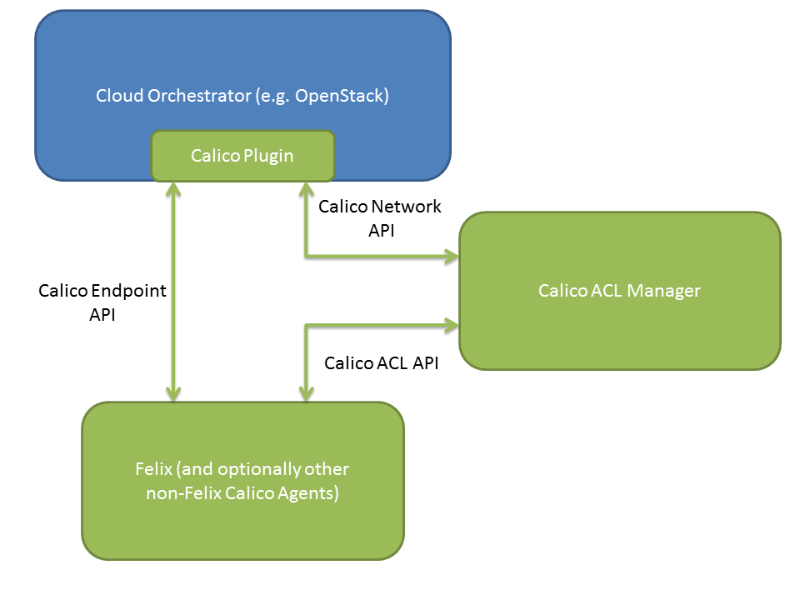 Cloud Orchestrator (e.g. OpenStack)
Calico Plugin
Calico Network
API
Calico Endpoint
API
Calico ACL Manager
Calico ACL API
Felix (and optionally other
non-Felix Calico Agents)